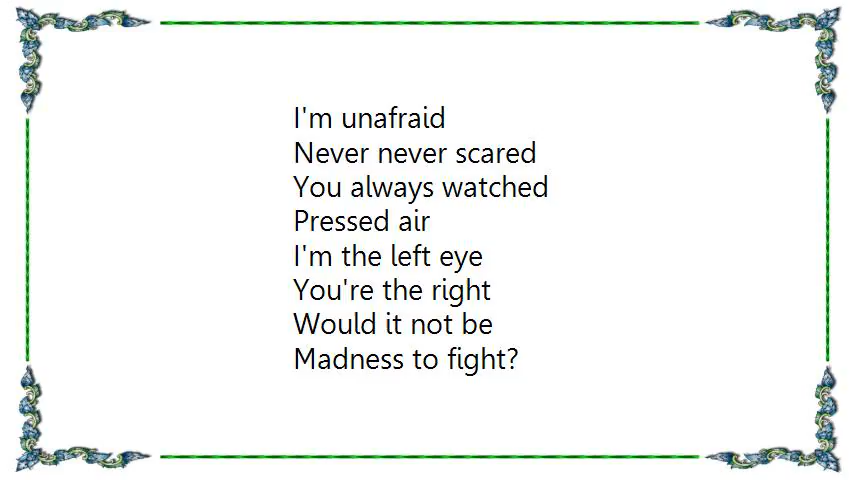 I'm unafraid
Never never scared
You always watched
Pressed air
I'm the left eye
You're the right
Would it not be
Madness to fight?